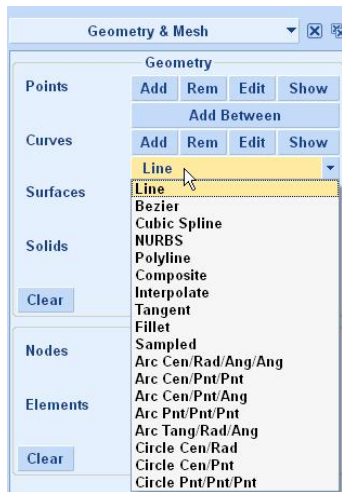 Geometry & Mesh
Geometry
Points Add Rem Edit Show
Add Between
Curves Add Rem Edit Show
Line
Surfaces
Solids
Clear
Nodes
Elements
Clear
Line
Bezier
Cubic Spline
NURBS
Polyline
Composite
Interpolate
Tangent
Fillet
Sampled
Arc Cen/Rad/Ang/Ang
Arc Cen/Pnt/Pnt
Arc Cen/Pnt/Ang
Arc Pnt/Pnt/Pnt
Arc Tang/Rad/Ang
Circle Cen/Rad
Circle Cen/Pnt
Circle Pnt/Pnt/Pnt